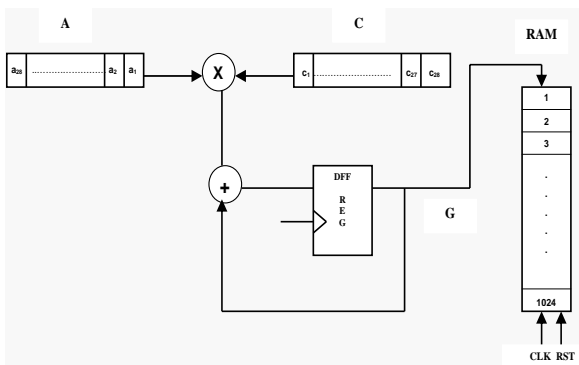 A
C
RAM
a28 ........................ a2 a1
X
c1 ........................ c27 c28
1
2
3
.
.
.
.
.
1024
+
DFF
R
E
G
G
CLK RST